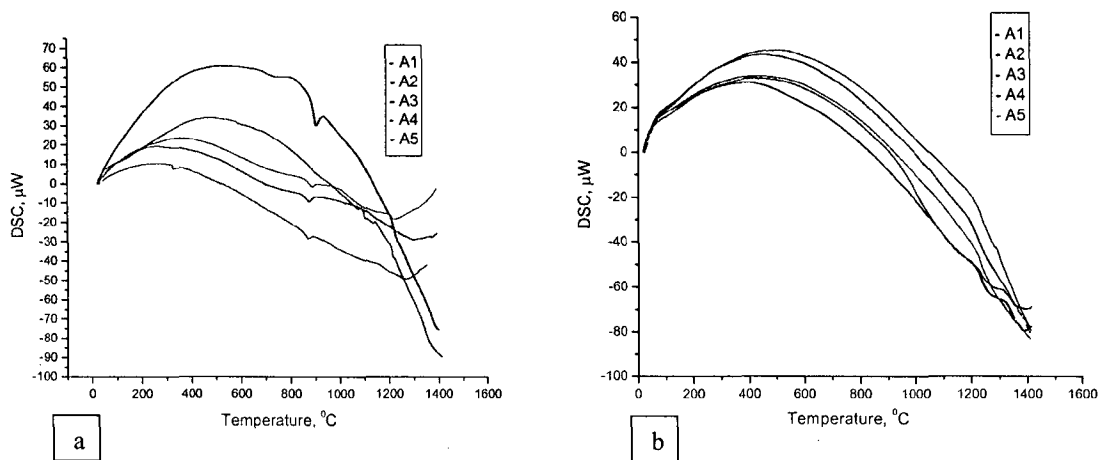 70
60
50
40
30
20
10
0
-10
-20
-30
-40
-50
-60
-70
-80
-90
-100
DSC, µW
- A1
- A2
- A3
- A4
- A5
0 200 400 600 800 1000 1200 1400 1600
Temperature, °C
a
60
40
20
0
-20
-40
-60
-80
-100
DSC, µW
- A1
- A2
- A3
- A4
- A5
0 200 400 600 800 1000 1200 1400 1600
Temperature, °C
b